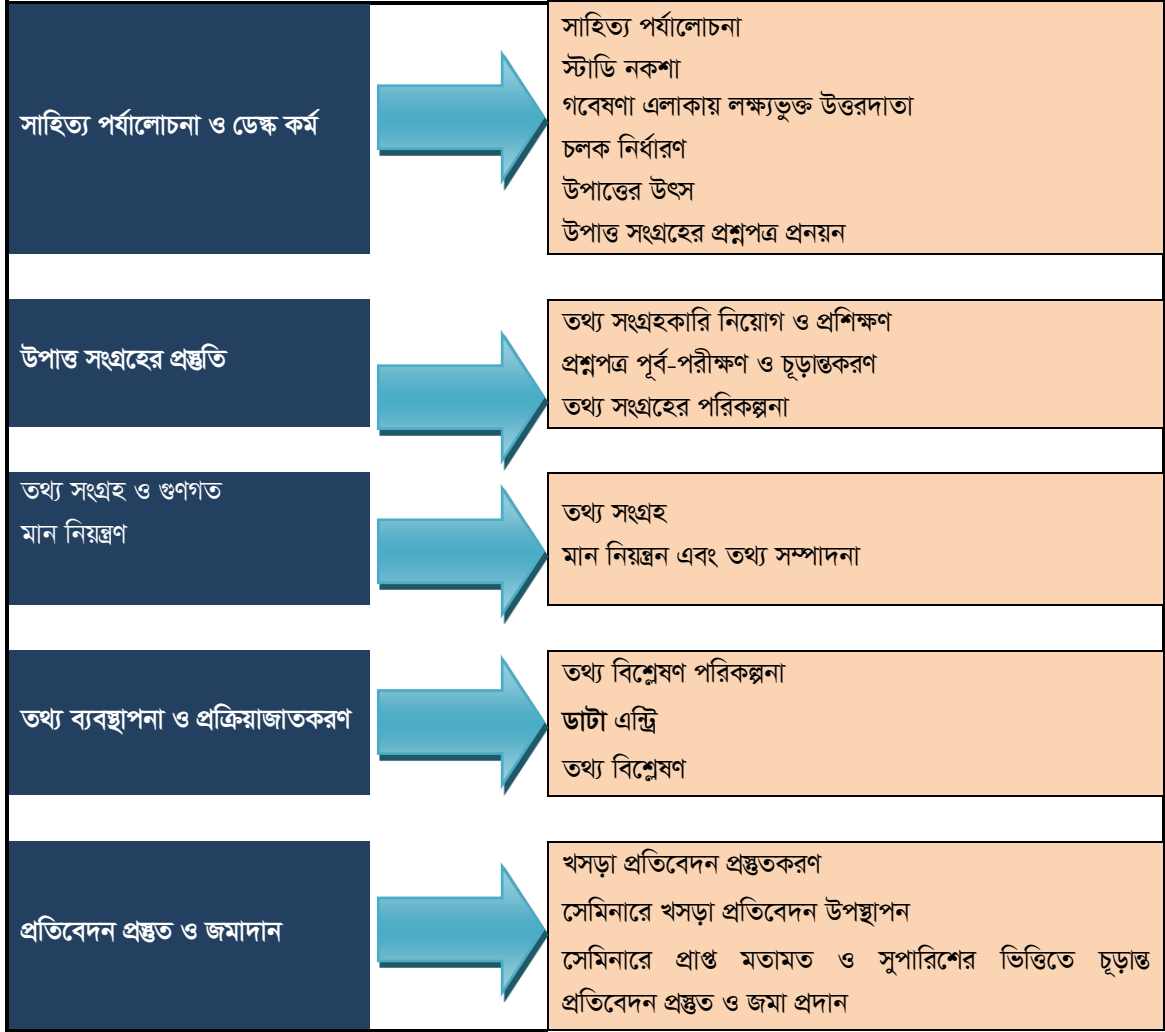 সাহিত্য পর্যালোচনা ও ডেস্ক কর্ম
সাহিত্য পর্যালোচনা
স্টাডি নকশা
গবেষণা এলাকায় লক্ষ্যভুক্ত উত্তরদাতা
চলক নির্ধারণ
উপাত্তের উৎস
উপাত্ত সংগ্রহের প্রশ্নপত্র প্রনয়ন
উপাত্ত সংগ্রহের প্রস্তুতি
তথ্য সংগ্রহকারি নিয়োগ ও প্রশিক্ষণ
প্রশ্নপত্র পূর্ব-পরীক্ষণ ও চূড়ান্তকরণ
তথ্য সংগ্রহের পরিকল্পনা
তথ্য সংগ্রহ ও গুণগত
মান নিয়ন্ত্রণ
তথ্য সংগ্রহ
মান নিয়ন্ত্রন এবং তথ্য সম্পাদনা
তথ্য ব্যবস্থাপনা ও প্রক্রিয়াজাতকরণ
তথ্য বিশ্লেষণ পরিকল্পনা
ডাটা এন্ট্রি
তথ্য বিশ্লেষণ
প্রতিবেদন প্রস্তুত ও জমাদান
খসড়া প্রতিবেদন প্রস্তুতকরণ
সেমিনারে খসড়া প্রতিবেদন উপস্থাপন
সেমিনারে প্রাপ্ত মতামত ও সুপারিশের ভিত্তিতে চূড়ান্ত
প্রতিবেদন প্রস্তুত ও জমা প্রদান